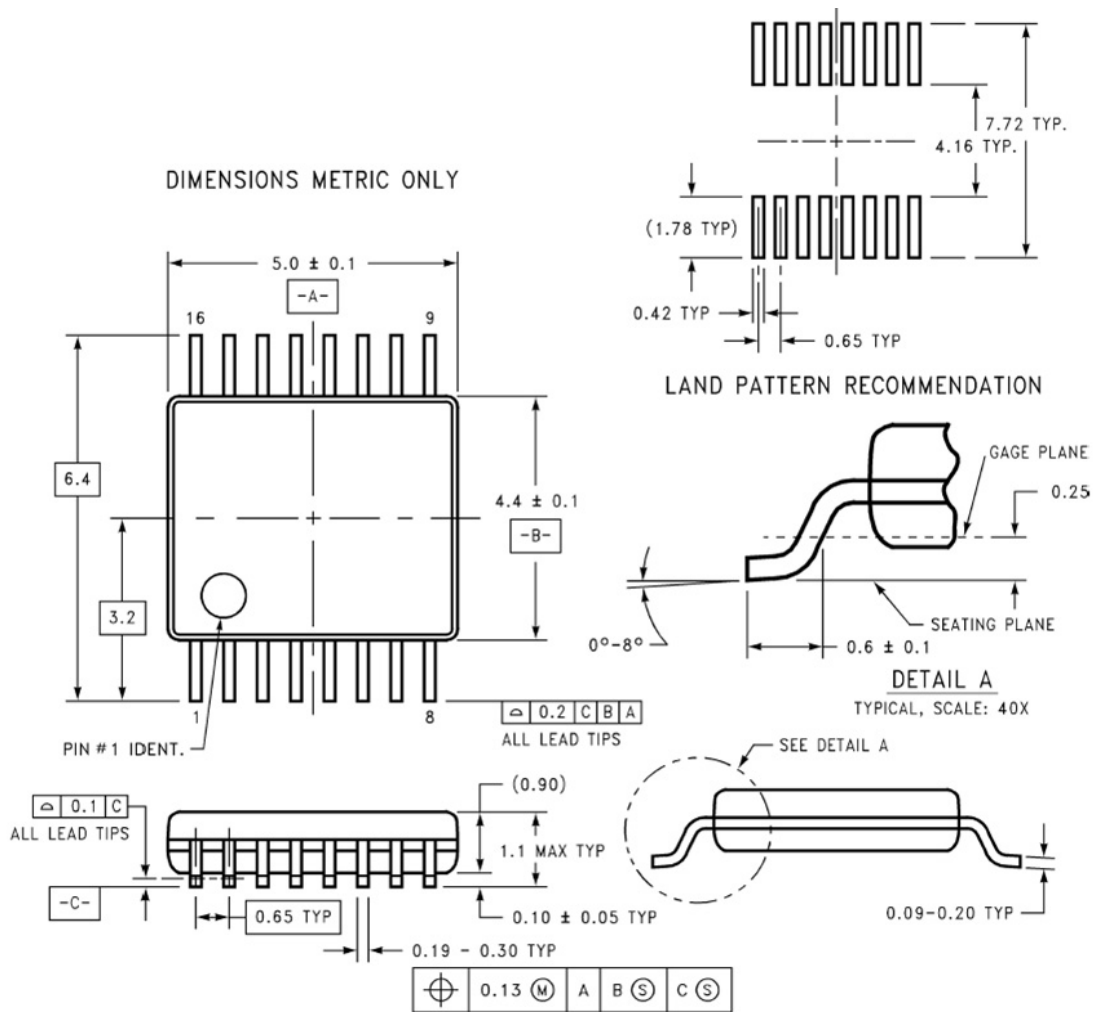 7.72 TYP.
4.16 TYP.
DIMENSIONS METRIC ONLY
(1.78 TYP)
5.0 ± 0.1
-A-
0.42 TYP
16
9
0.65 TYP
LAND PATTERN RECOMMENDATION
GAGE PLANE
0.25
6.4
4.4 ± 0.1
-B-
3.2
SEATING PLANE
0°-8°
0.6 ± 0.1
DETAIL A
TYPICAL, SCALE: 40X
1
8
⌓ 0.2 C B A
ALL LEAD TIPS
PIN #1 IDENT.
SEE DETAIL A
(0.90)
⌓ 0.1 C
ALL LEAD TIPS
1.1 MAX TYP
-C-
0.65 TYP
0.10 ± 0.05 TYP
0.09-0.20 TYP
0.19 - 0.30 TYP
⌖ 0.13 Ⓜ A B Ⓢ C Ⓢ